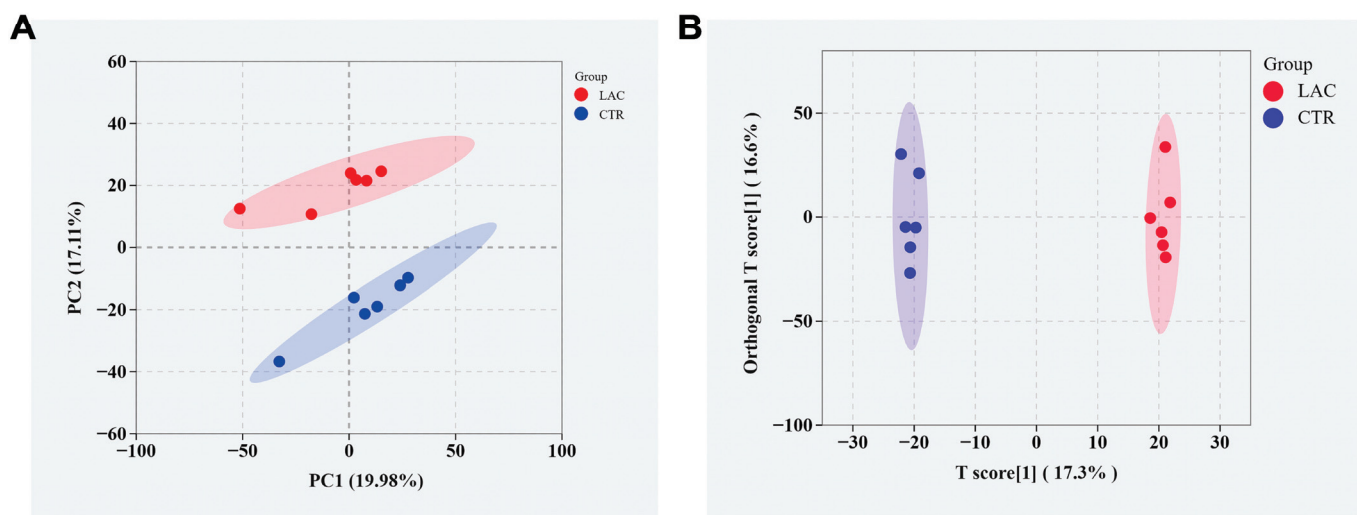 A
60
40
20
0
−20
−40
−60
PC2 (17.11%)
−100
−50
0
50
100
PC1 (19.98%)
Group
LAC
CTR
B
50
0
−50
−100
Orthogonal T score[1] ( 16.6% )
−30
−20
−10
0
10
20
30
T score[1] ( 17.3% )
Group
LAC
CTR